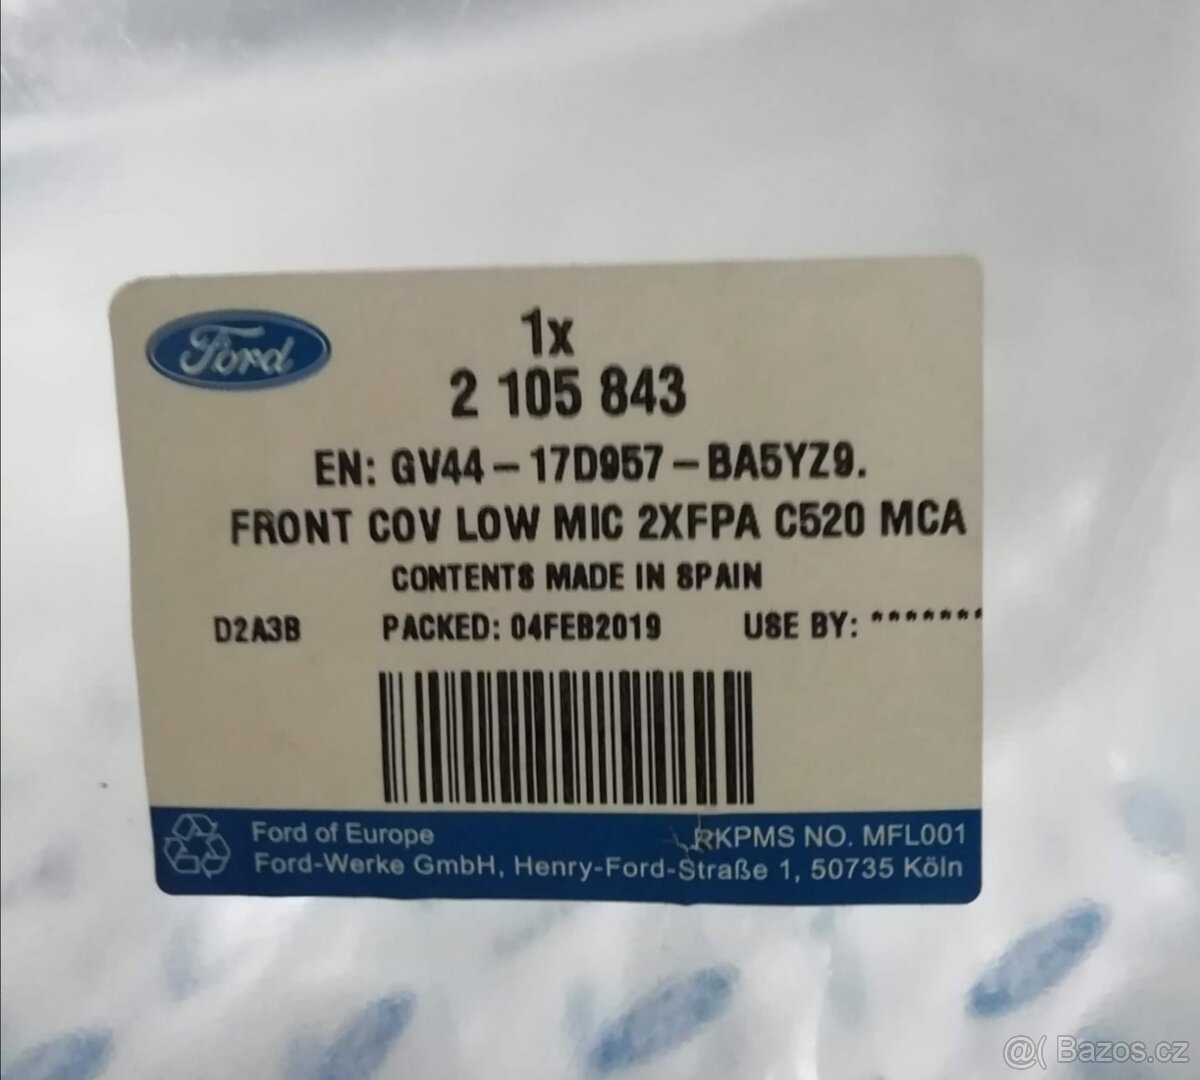 Ford
1x
2 105 843
EN: GV44-17D957-BA5YZ9.
FRONT COV LOW MIC 2XFPA C520 MCA
CONTENTS MADE IN SPAIN
D2A3B PACKED: 04FEB2019 USE BY: *******
Ford of Europe RKPMS NO. MFL001
Ford-Werke GmbH, Henry-Ford-Straße 1, 50735 Köln
@( Bazos.cz